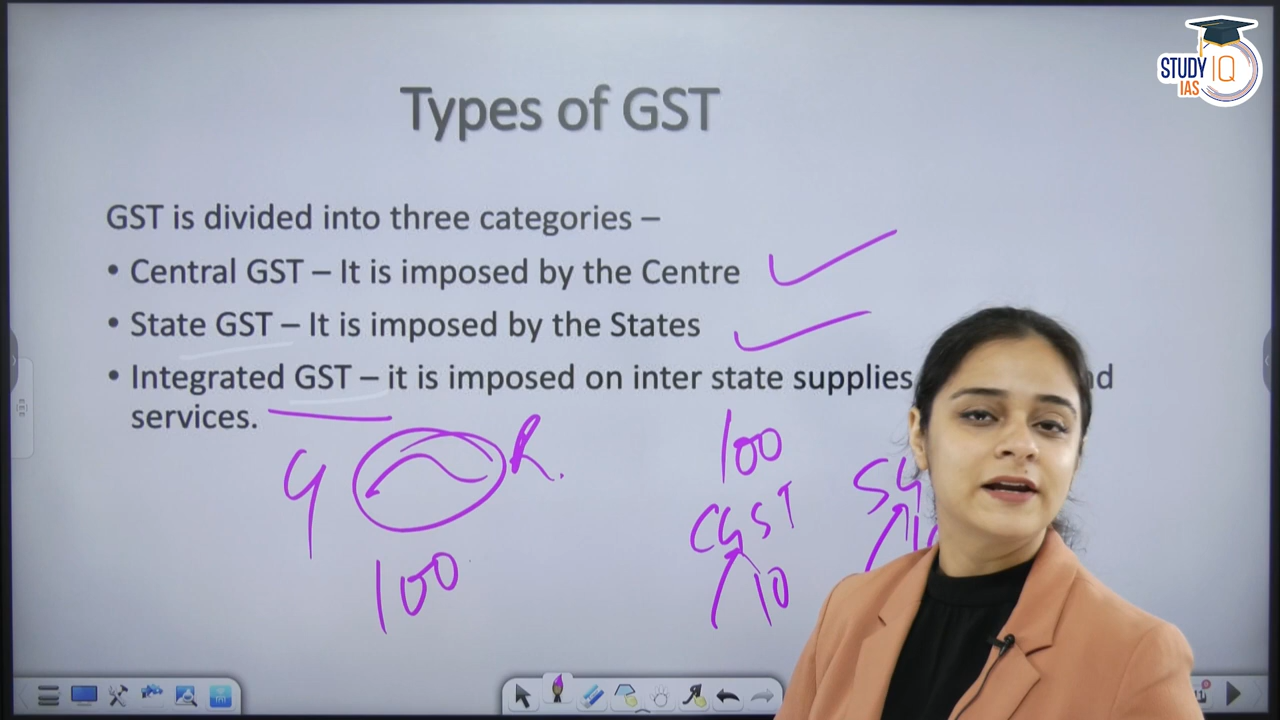 STUDY IQ
IAS
Types of GST
GST is divided into three categories –
• Central GST – It is imposed by the Centre
• State GST – It is imposed by the States
• Integrated GST – it is imposed on inter state supplies
services.
G R.
100
100
CGST SG
10